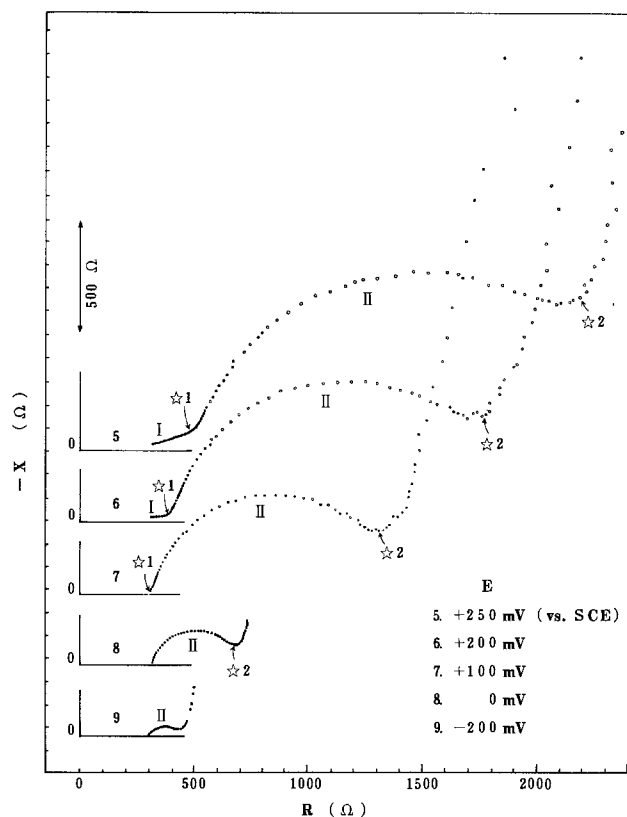 500 Ω
− X (Ω)
II
☆ 2
☆ 1
I
0 5
II
☆ 1
I
☆ 2
0 6
II
☆ 1
☆ 2
0 7
E
5. +250 mV (vs. SCE)
6. +200 mV
7. +100 mV
8. 0 mV
9. −200 mV
II
0 8
☆ 2
II
0 9
0 500 1000 1500 2000
R (Ω)